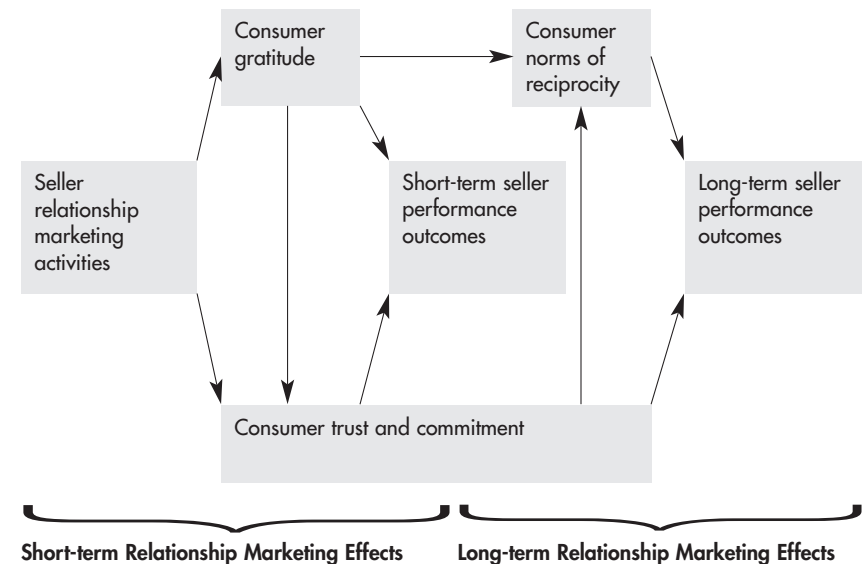 Consumer
gratitude
Consumer
norms of
reciprocity
Seller
relationship
marketing
activities
Short-term seller
performance
outcomes
Long-term seller
performance
outcomes
Consumer trust and commitment
Short-term Relationship Marketing Effects
Long-term Relationship Marketing Effects